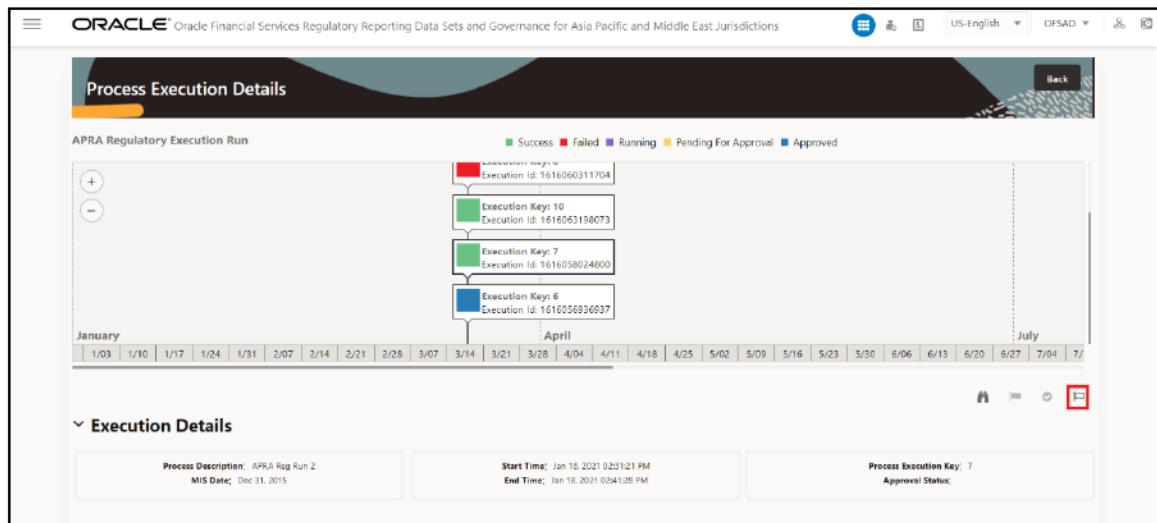 ORACLE® Oracle Financial Services Regulatory Reporting Data Sets and Governance for Asia Pacific and Middle East Jurisdictions US-English OFSAD
Process Execution Details Back
APRA Regulatory Execution Run Success Failed Running Pending For Approval Approved
Execution Id: 1616060311704
Execution Key: 10
Execution Id: 1616063198073
Execution Key: 7
Execution Id: 1616058024800
Execution Key: 6
Execution Id: 1616056936937
January April July
1/03 1/10 1/17 1/24 1/31 2/07 2/14 2/21 2/28 3/07 3/14 3/21 3/28 4/04 4/11 4/18 4/25 5/02 5/09 5/16 5/23 5/30 6/06 6/13 6/20 6/27 7/04 7/
Execution Details
Process Description: APRA Reg Run 2 Start Time: Jan 18, 2021 02:31:21 PM Process Execution Key: 7
MIS Date: Dec 31, 2015 End Time: Jan 18, 2021 02:41:28 PM Approval Status: